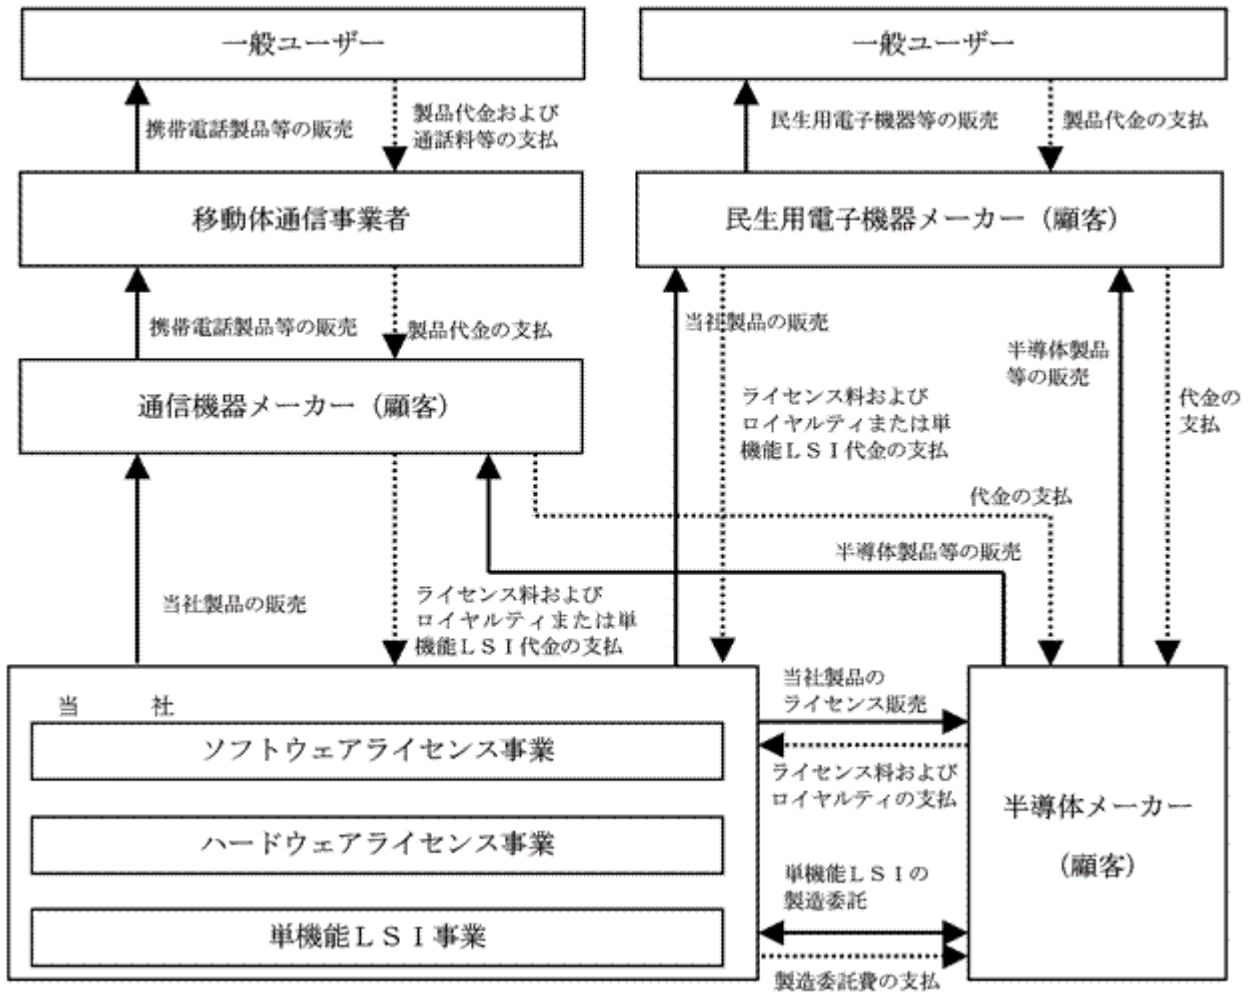 一般ユーザー
一般ユーザー
携帯電話製品等の販売
製品代金および
通話料等の支払
民生用電子機器等の販売
製品代金の支払
移動体通信事業者
民生用電子機器メーカー（顧客）
携帯電話製品等の販売
製品代金の支払
当社製品の販売
半導体製品
等の販売
通信機器メーカー（顧客）
ライセンス料および
ロイヤルティまたは単
機能ＬＳＩ代金の支払
代金の
支払
代金の支払
半導体製品等の販売
当社製品の販売
ライセンス料および
ロイヤルティまたは単
機能ＬＳＩ代金の支払
当　　　社
ソフトウェアライセンス事業
ハードウェアライセンス事業
単機能ＬＳＩ事業
当社製品の
ライセンス販売
ライセンス料および
ロイヤルティの支払
単機能ＬＳＩの
製造委託
製造委託費の支払
半導体メーカー
（顧客）